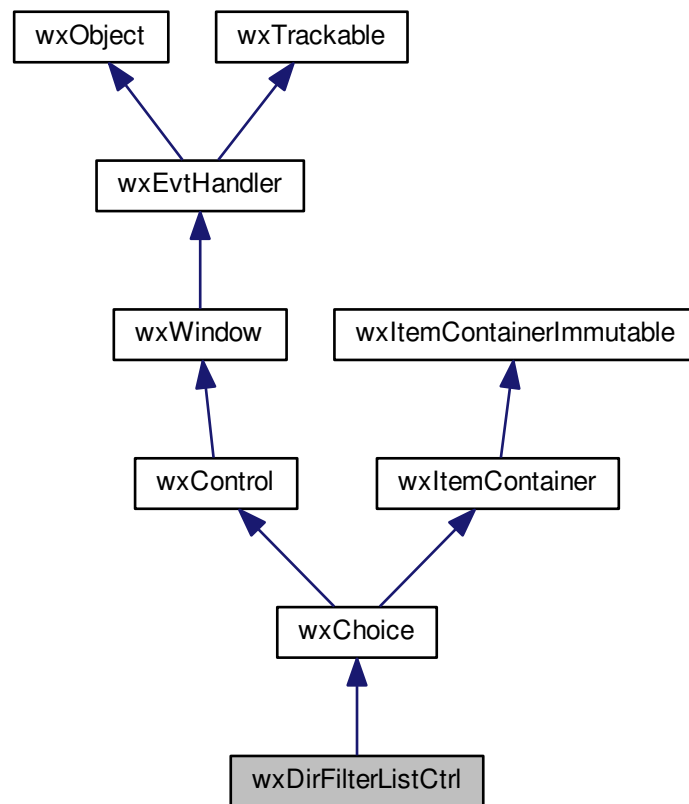 wxObject
wxTrackable
wxEvtHandler
wxWindow
wxItemContainerImmutable
wxControl
wxItemContainer
wxChoice
wxDirFilterListCtrl